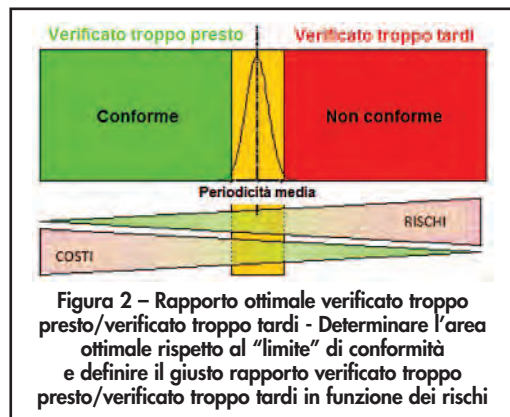 Verificato troppo presto
Verificato troppo tardi
Conforme
Non conforme
Periodicità media
RISCHI
COSTI
Figura 2 – Rapporto ottimale verificato troppo
presto/verificato troppo tardi - Determinare l'area
ottimale rispetto al “limite” di conformità
e definire il giusto rapporto verificato troppo
presto/verificato troppo tardi in funzione dei rischi